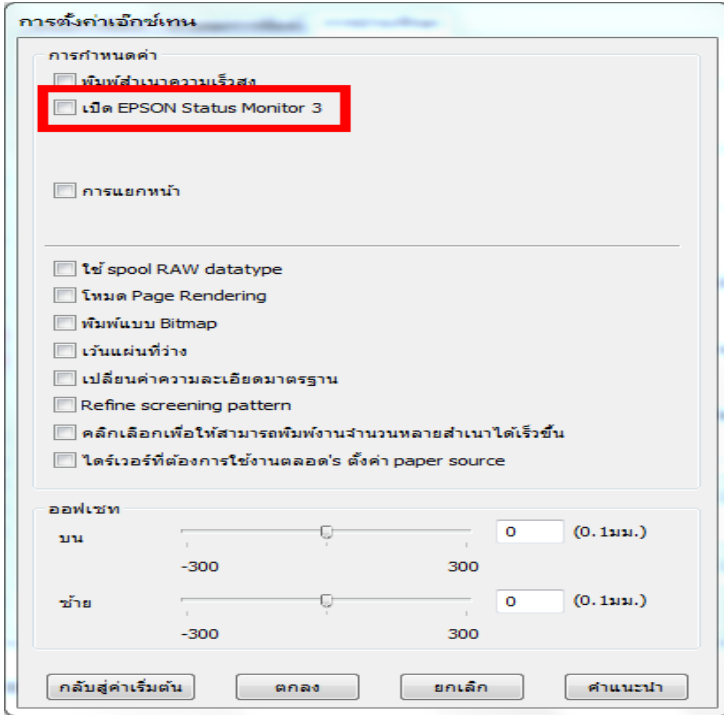 การตั้งค่าเอ๊กซ์เทน
การกำหนดค่า
พิมพ์สำเนาความเร็วสูง
เปิด EPSON Status Monitor 3
การแยกหน้า
ใช้ spool RAW datatype
โหมด Page Rendering
พิมพ์แบบ Bitmap
เว้นแผ่นที่ว่าง
เปลี่ยนค่าความละเอียดมาตรฐาน
Refine screening pattern
คลิกเลือกเพื่อให้สามารถพิมพ์งานจำนวนหลายสำเนาได้เร็วขึ้น
ไดร์เวอร์ที่ต้องการใช้งานตลอด's ตั้งค่า paper source
ออฟเซท
บน 0 (0.1มม.)
-300 300
ซ้าย 0 (0.1มม.)
-300 300
กลับสู่ค่าเริ่มต้น ตกลง ยกเลิก คำแนะนำ